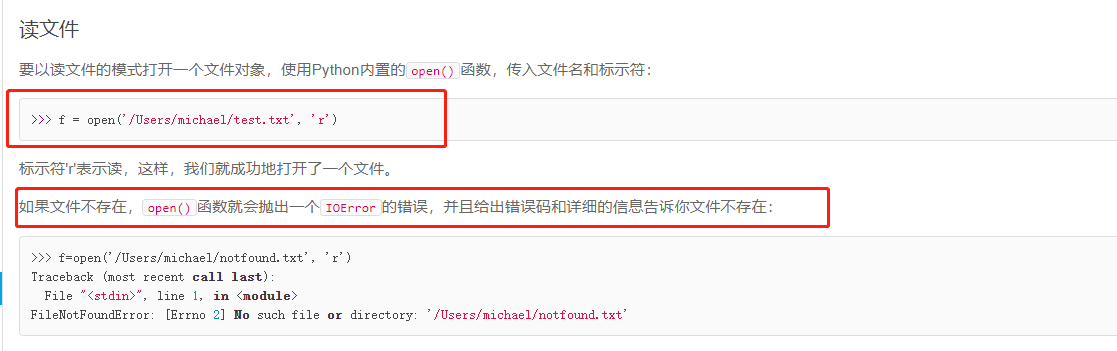 读文件
要以读文件的模式打开一个文件对象，使用Python内置的open()函数，传入文件名和标示符：
>>> f = open('/Users/michael/test.txt', 'r')
标示符'r'表示读，这样，我们就成功地打开了一个文件。
如果文件不存在，open()函数就会抛出一个IOError的错误，并且给出错误码和详细的信息告诉你文件不存在：
>>> f=open('/Users/michael/notfound.txt', 'r')
Traceback (most recent call last):
  File "<stdin>", line 1, in <module>
FileNotFoundError: [Errno 2] No such file or directory: '/Users/michael/notfound.txt'